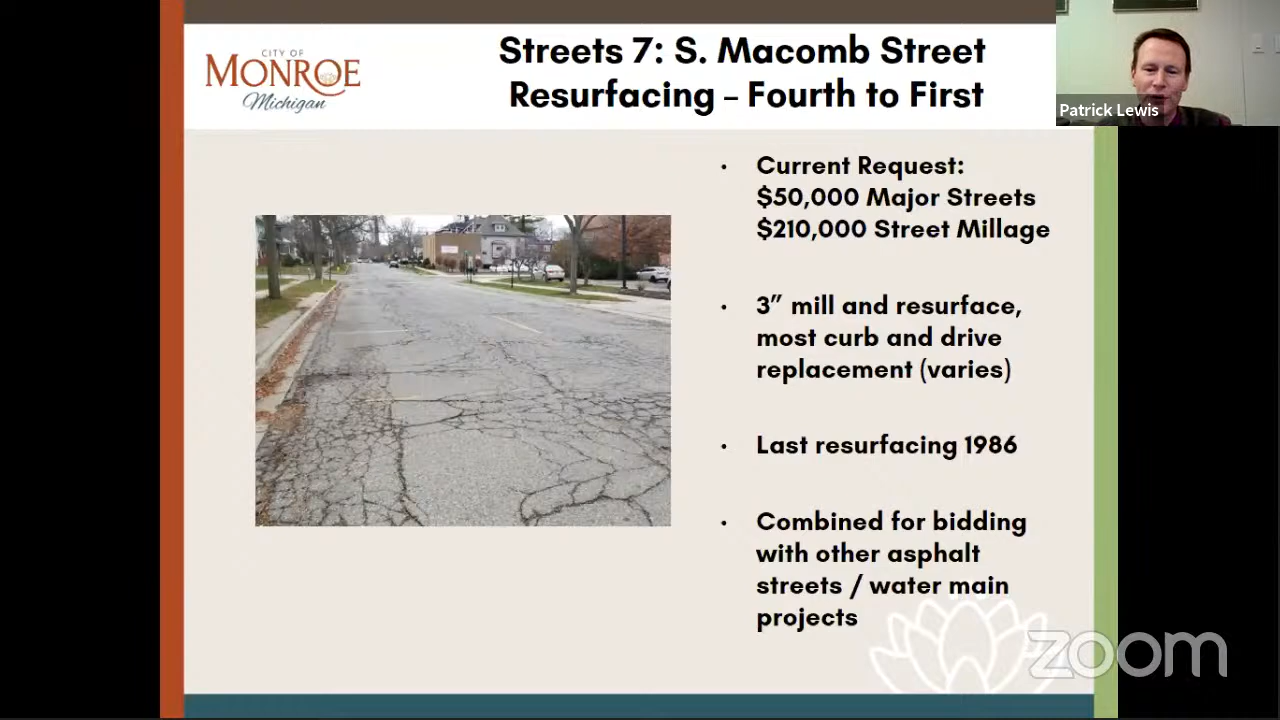 CITY OF
MONROE
Michigan
Streets 7: S. Macomb Street
Resurfacing – Fourth to First
Patrick Lewis
• Current Request:
$50,000 Major Streets
$210,000 Street Millage
• 3” mill and resurface,
most curb and drive
replacement (varies)
• Last resurfacing 1986
• Combined for bidding
with other asphalt
streets / water main
projects
zoom